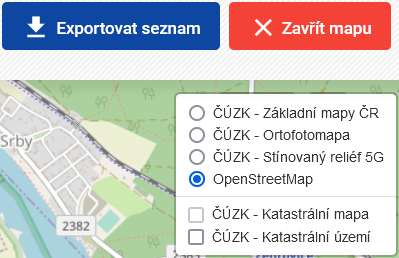 Exportovat seznam
Zavřít mapu
ČÚZK - Základní mapy ČR
ČÚZK - Ortofotomapa
ČÚZK - Stínovaný reliéf 5G
OpenStreetMap
ČÚZK - Katastrální mapa
ČÚZK - Katastrální území
Srby
2382